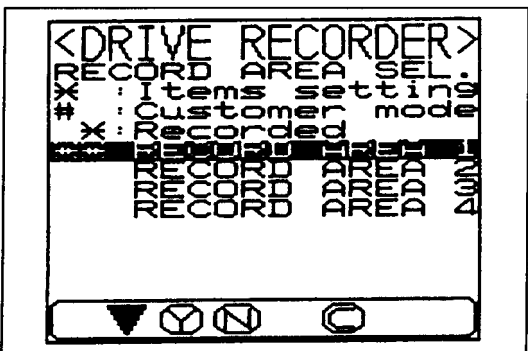 <DRIVE RECORDER>
RECORD AREA SEL.
* :Items setting
# :Customer mode
*:Recorded
RECORD AREA 2
RECORD AREA 3
RECORD AREA 4
▼ Y N C